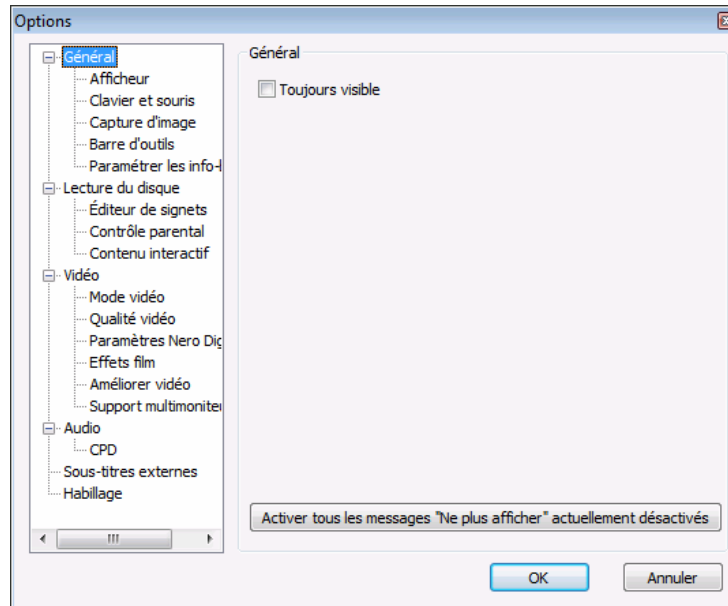 Options
Général
Afficheur
Clavier et souris
Capture d'image
Barre d'outils
Paramétrer les info-l
Lecture du disque
Éditeur de signets
Contrôle parental
Contenu interactif
Vidéo
Mode vidéo
Qualité vidéo
Paramètres Nero Dig
Effets film
Améliorer vidéo
Support multimonite
Audio
CPD
Sous-titres externes
Habillage
Général
Toujours visible
Activer tous les messages "Ne plus afficher" actuellement désactivés
OK
Annuler